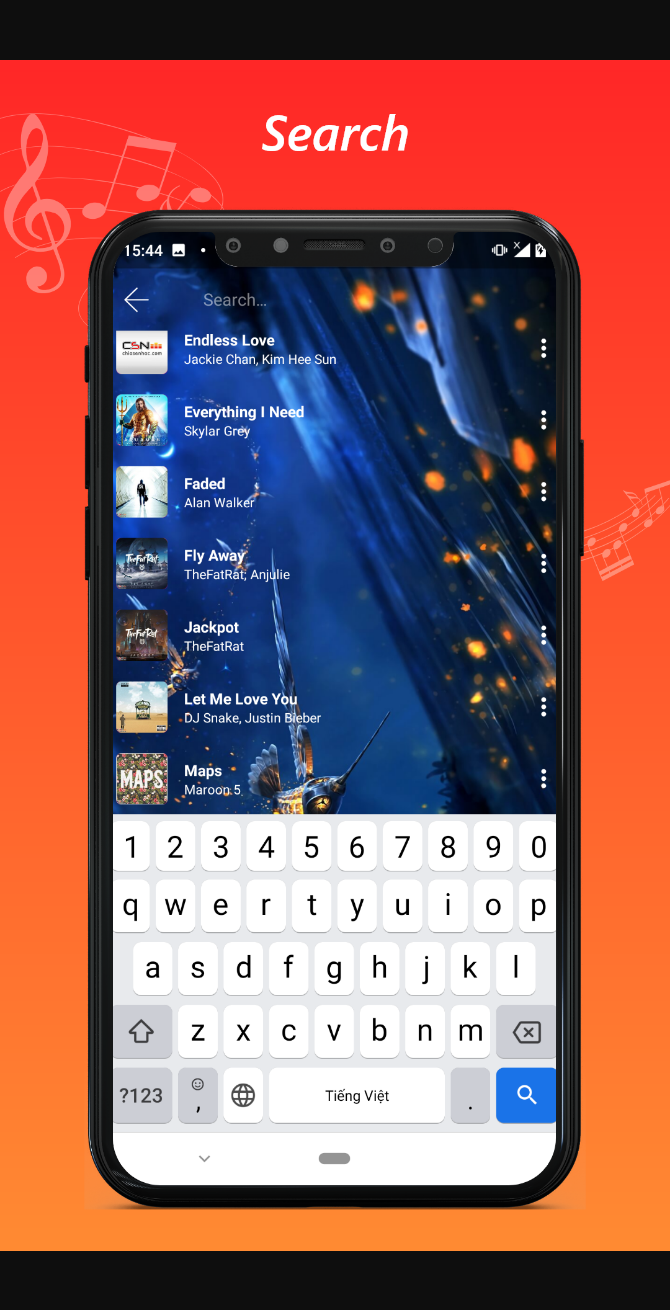 Search
15:44
Search...
CSN
chiasenhac.com
Endless Love
Jackie Chan, Kim Hee Sun
Everything I Need
Skylar Grey
Faded
Alan Walker
TheFatRat
Fly Away
TheFatRat; Anjulie
TheFatRat
Jackpot
TheFatRat
Let Me Love You
DJ Snake, Justin Bieber
MAPS
Maps
Maroon 5
1 2 3 4 5 6 7 8 9 0
q w e r t y u i o p
a s d f g h j k l
z x c v b n m
?123 , Tiếng Việt .